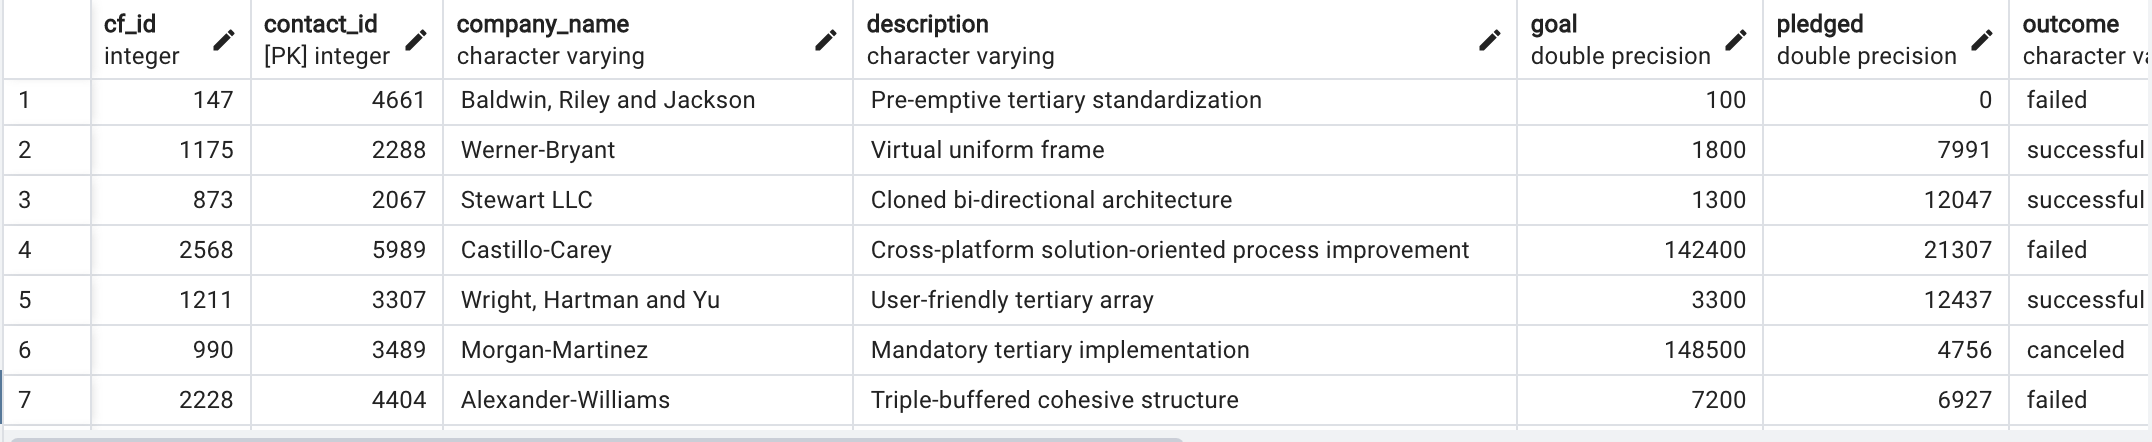 cf_id contact_id company_name description goal pledged outcome
integer [PK] integer character varying character varying double precision double precision character va
1 147 4661 Baldwin, Riley and Jackson Pre-emptive tertiary standardization 100 0 failed
2 1175 2288 Werner-Bryant Virtual uniform frame 1800 7991 successful
3 873 2067 Stewart LLC Cloned bi-directional architecture 1300 12047 successful
4 2568 5989 Castillo-Carey Cross-platform solution-oriented process improvement 142400 21307 failed
5 1211 3307 Wright, Hartman and Yu User-friendly tertiary array 3300 12437 successful
6 990 3489 Morgan-Martinez Mandatory tertiary implementation 148500 4756 canceled
7 2228 4404 Alexander-Williams Triple-buffered cohesive structure 7200 6927 failed